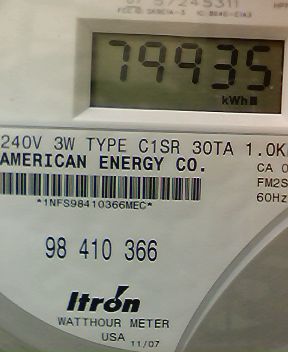 79935
kWh
240V 3W TYPE C1SR 30TA 1.0K
AMERICAN ENERGY CO.
CA
*1NFS98410366MEC*
FM2S
60Hz
98 410 366
Itron
WATTHOUR METER
USA 11/07